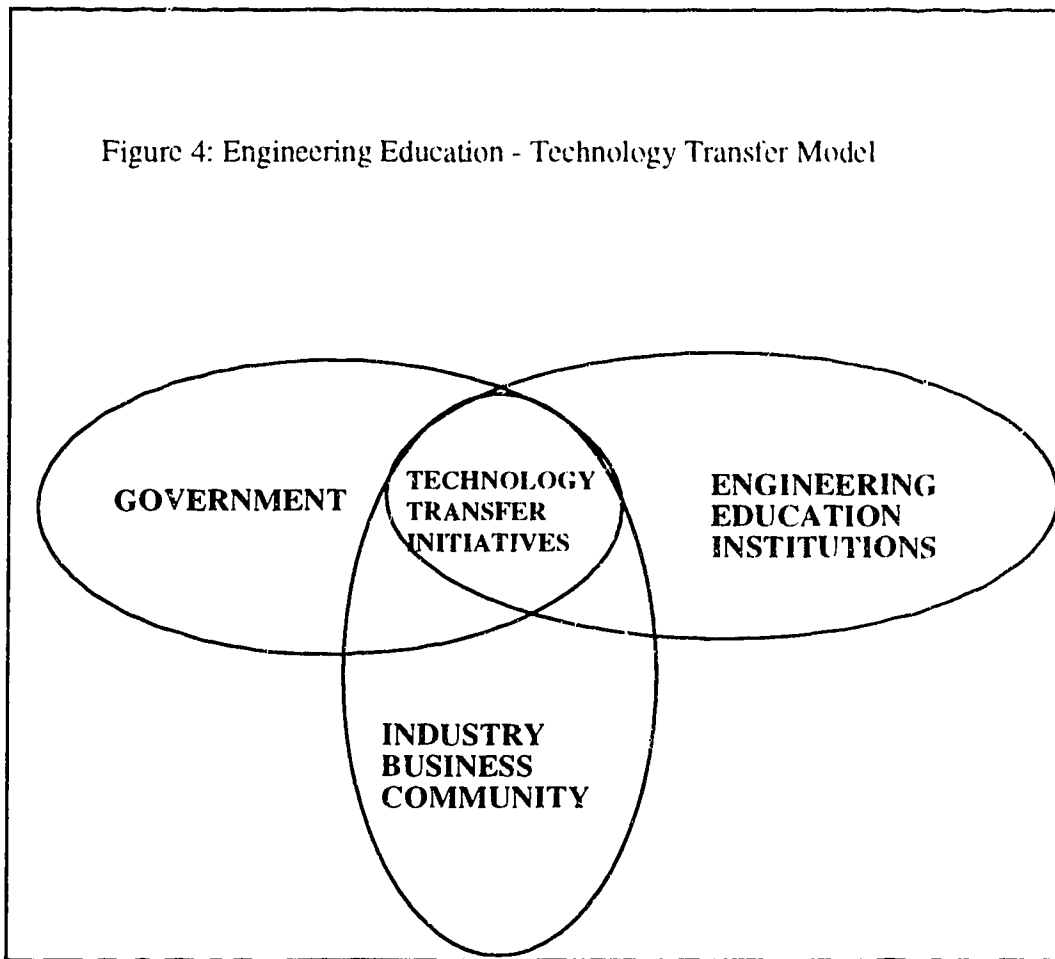 Figure 4: Engineering Education - Technology Transfer Model
GOVERNMENT
TECHNOLOGY
TRANSFER
INITIATIVES
ENGINEERING
EDUCATION
INSTITUTIONS
INDUSTRY
BUSINESS
COMMUNITY